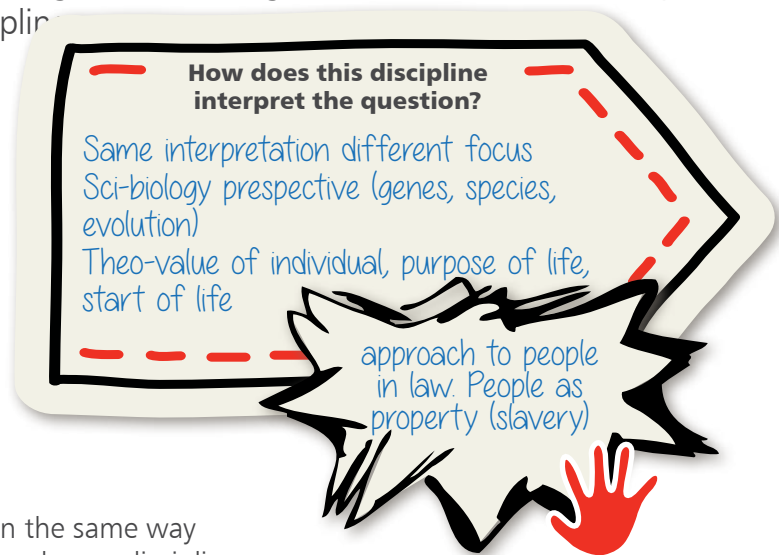 How does this discipline
interpret the question?
Same interpretation different focus
Sci-biology prespective (genes, species,
evolution)
Theo-value of individual, purpose of life,
start of life
approach to people
in law. People as
property (slavery)
n the same way